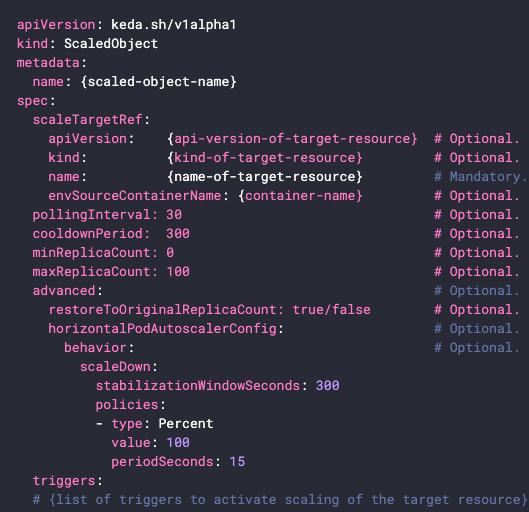 apiVersion: keda.sh/v1alpha1
kind: ScaledObject
metadata:
  name: {scaled-object-name}
spec:
  scaleTargetRef:
    apiVersion:    {api-version-of-target-resource}  # Optional.
    kind:          {kind-of-target-resource}         # Optional.
    name:          {name-of-target-resource}         # Mandatory.
    envSourceContainerName: {container-name}         # Optional.
  pollingInterval: 30                                # Optional.
  cooldownPeriod:  300                               # Optional.
  minReplicaCount: 0                                 # Optional.
  maxReplicaCount: 100                               # Optional.
  advanced:                                          # Optional.
    restoreToOriginalReplicaCount: true/false        # Optional.
    horizontalPodAutoscalerConfig:                   # Optional.
      behavior:                                      # Optional.
        scaleDown:
          stabilizationWindowSeconds: 300
          policies:
          - type: Percent
            value: 100
            periodSeconds: 15
  triggers:
  # {list of triggers to activate scaling of the target resource}